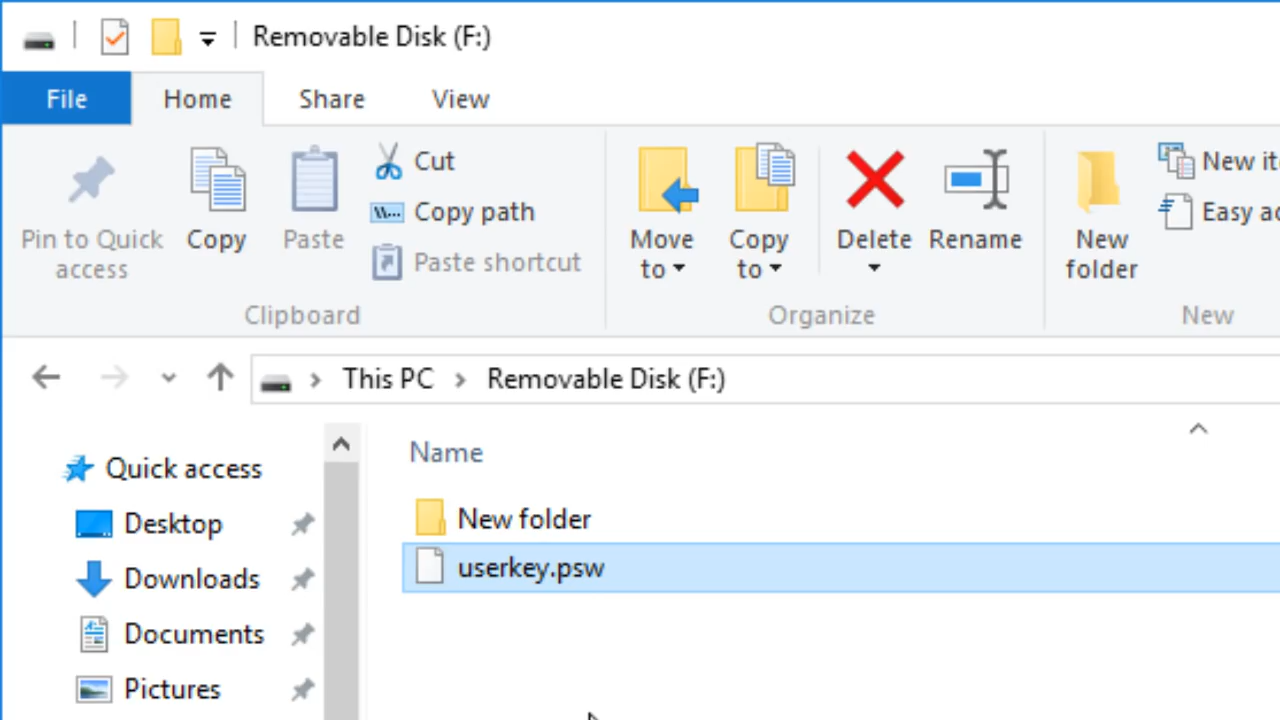 Removable Disk (F:)
File Home Share View
Pin to Quick access
Copy
Paste
Cut
Copy path
Paste shortcut
Clipboard
Move to
Copy to
Delete
Rename
Organize
New folder
New
Easy
New
This PC > Removable Disk (F:)
Quick access
Desktop
Downloads
Documents
Pictures
Name
New folder
userkey.psw